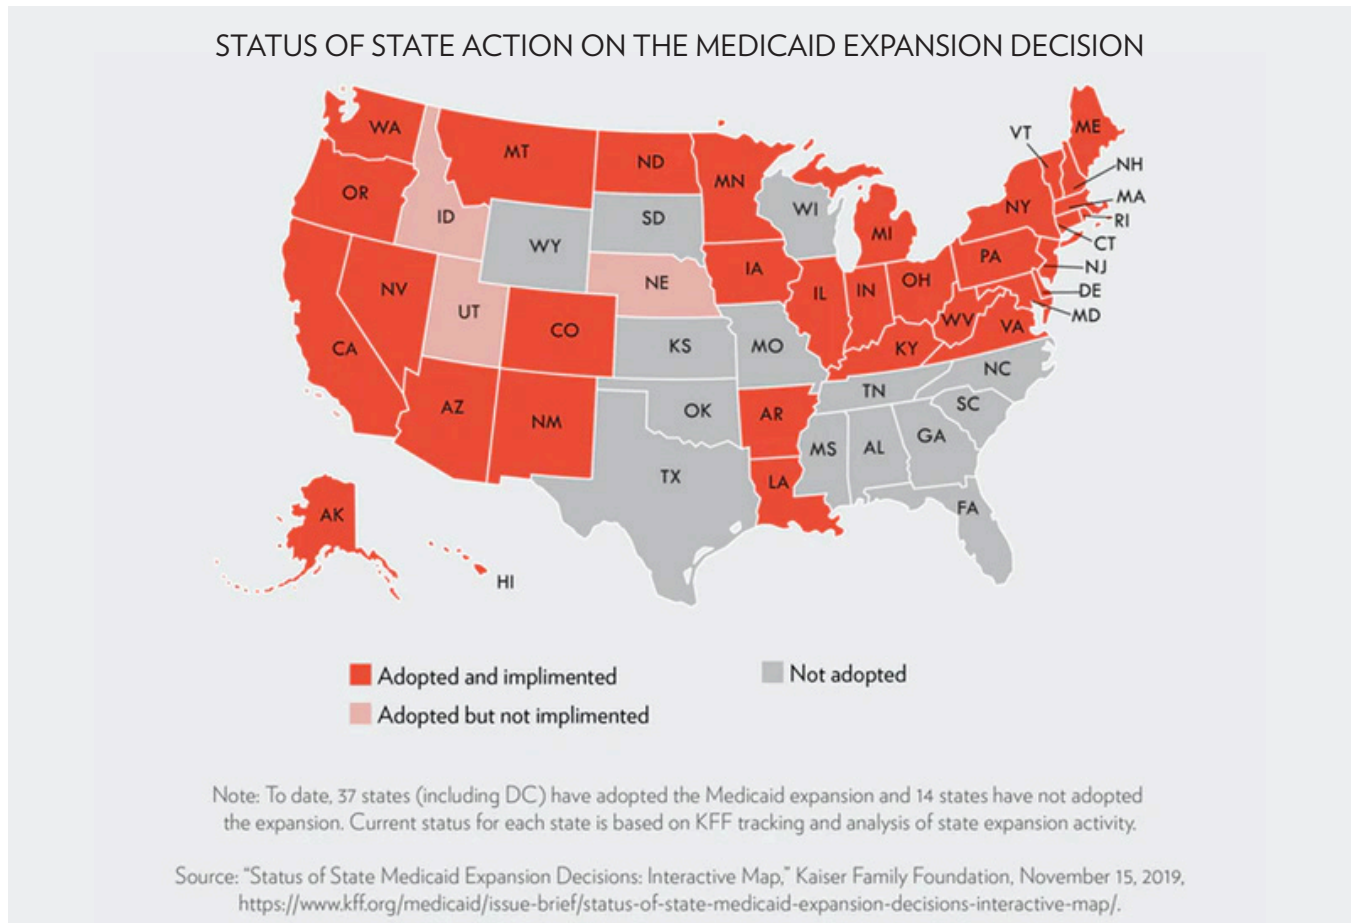 STATUS OF STATE ACTION ON THE MEDICAID EXPANSION DECISION
WA
MT
ND
MN
VT
ME
NH
OR
ID
WY
SD
WI
MI
NY
MA
RI
CT
NJ
DE
MD
NV
UT
CO
NE
IA
IL
IN
OH
PA
WV
VA
CA
AZ
NM
KS
MO
KY
NC
TN
SC
OK
AR
MS
AL
GA
TX
LA
FA
AK
HI
Adopted and implimented
Not adopted
Adopted but not implimented
Note: To date, 37 states (including DC) have adopted the Medicaid expansion and 14 states have not adopted
the expansion. Current status for each state is based on KFF tracking and analysis of state expansion activity.
Source: “Status of State Medicaid Expansion Decisions: Interactive Map,” Kaiser Family Foundation, November 15, 2019,
https://www.kff.org/medicaid/issue-brief/status-of-state-medicaid-expansion-decisions-interactive-map/.